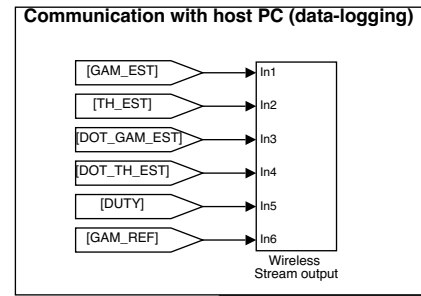 Communication with host PC (data-logging)
[GAM_EST]
In1
[TH_EST]
In2
[DOT_GAM_EST]
In3
[DOT_TH_EST]
In4
[DUTY]
In5
[GAM_REF]
In6
Wireless
Stream output